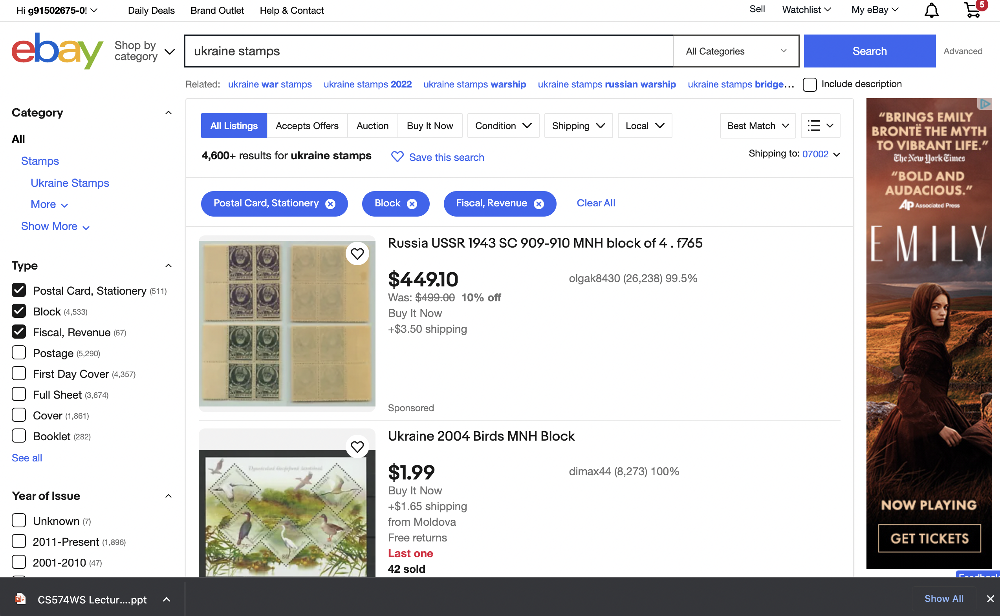 Hi g91502675-0!
Daily Deals
Brand Outlet
Help & Contact
Sell
Watchlist
My eBay
5
ebay
Shop by
category
ukraine stamps
All Categories
Search
Advanced
Related: ukraine war stamps ukraine stamps 2022 ukraine stamps warship ukraine stamps russian warship ukraine stamps bridge...
Include description
Category
All
Stamps
Ukraine Stamps
More
Show More
Type
Postal Card, Stationery (511)
Block (4,533)
Fiscal, Revenue (67)
Postage (5,290)
First Day Cover (4,357)
Full Sheet (3,674)
Cover (1,861)
Booklet (282)
See all
Year of Issue
Unknown (7)
2011-Present (1,896)
2001-2010 (47)
All Listings
Accepts Offers
Auction
Buy It Now
Condition
Shipping
Local
Best Match
4,600+ results for ukraine stamps
Save this search
Shipping to: 07002
Postal Card, Stationery
Block
Fiscal, Revenue
Clear All
Russia USSR 1943 SC 909-910 MNH block of 4 . f765
$449.10
olgak8430 (26,238) 99.5%
Was: $499.00 10% off
Buy It Now
+$3.50 shipping
Sponsored
Ukraine 2004 Birds MNH Block
$1.99
dimax44 (8,273) 100%
Buy It Now
+$1.65 shipping
from Moldova
Free returns
Last one
42 sold
“BRINGS EMILY
BRONTË THE MYTH
TO VIBRANT LIFE.”
The New York Times
“BOLD AND
AUDACIOUS.”
AP Associated Press
EMILY
NOW PLAYING
GET TICKETS
Feedback
CS574WS Lectur....ppt
Show All